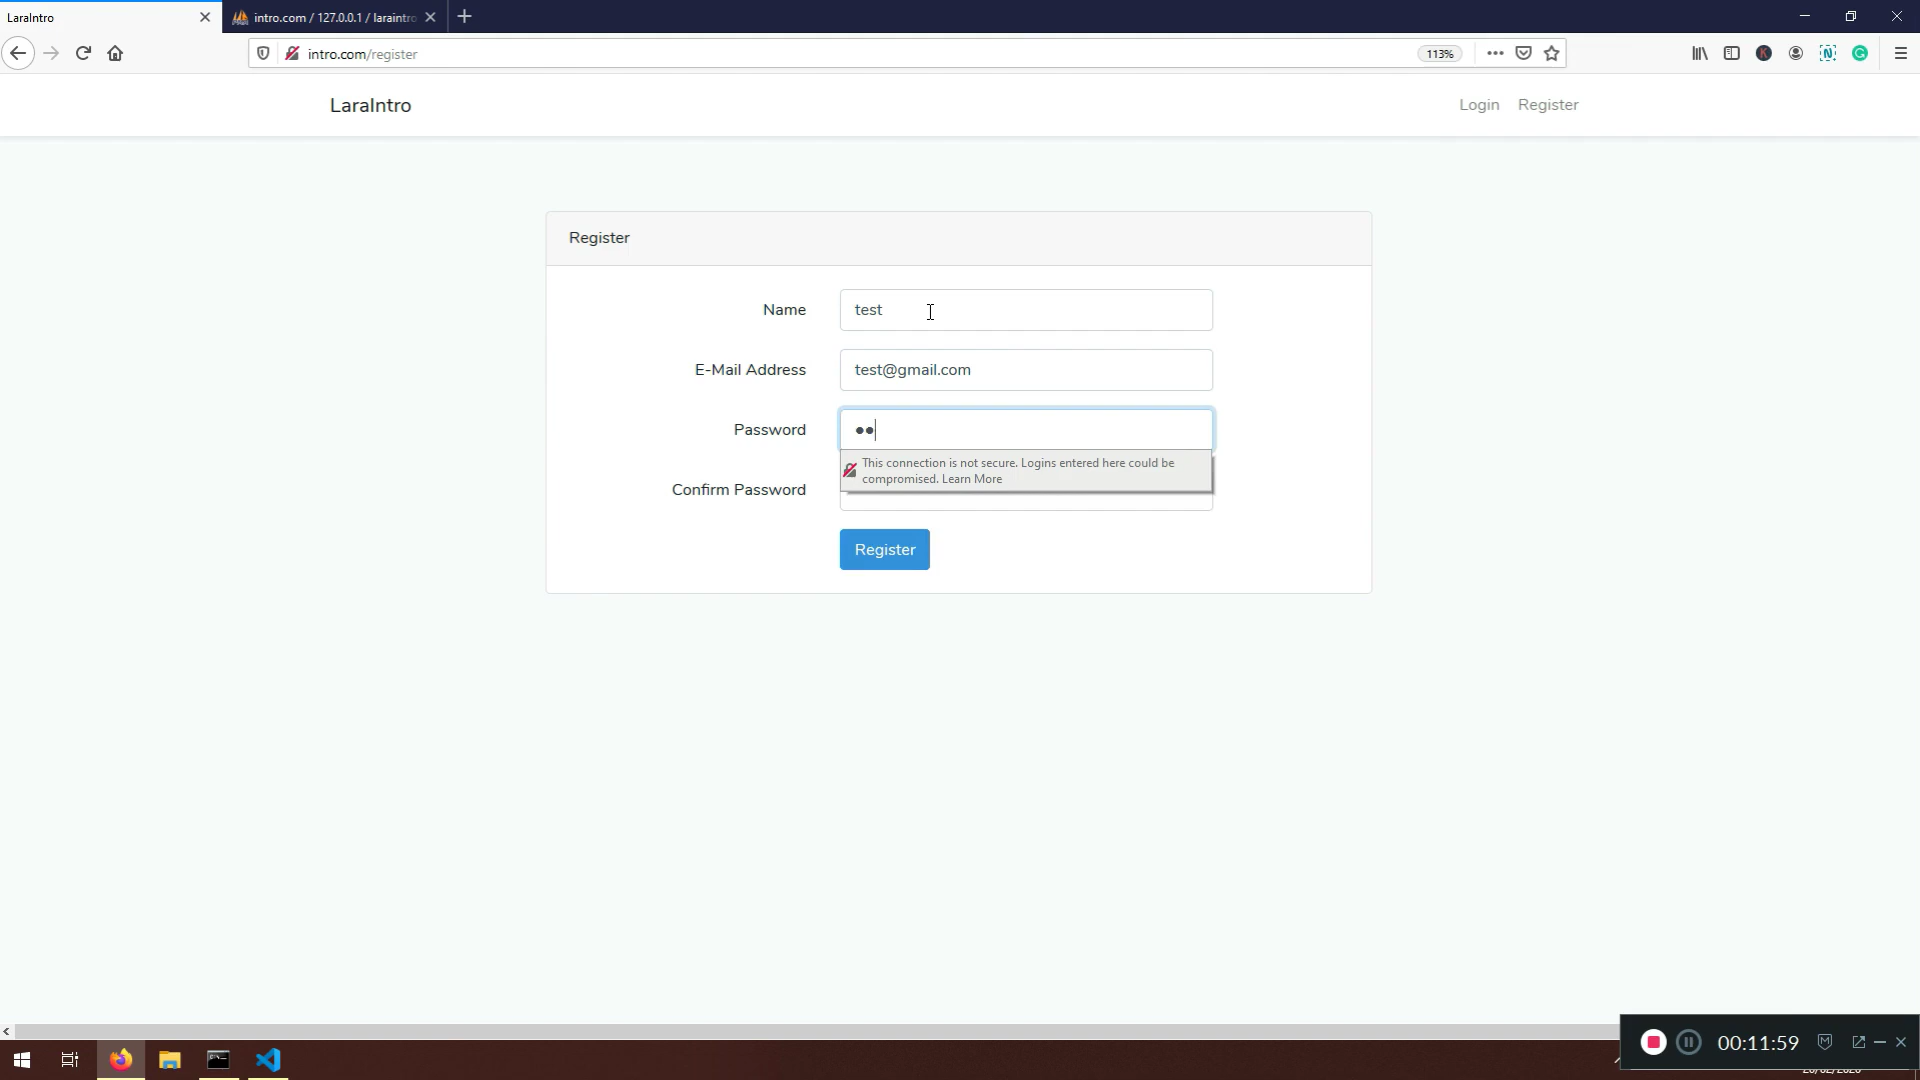 LaraIntro
intro.com / 127.0.0.1 / laraintro
intro.com/register
113%
LaraIntro
Login
Register
Register
Name
test
E-Mail Address
test@gmail.com
Password
This connection is not secure. Logins entered here could be
compromised. Learn More
Confirm Password
Register
00:11:59